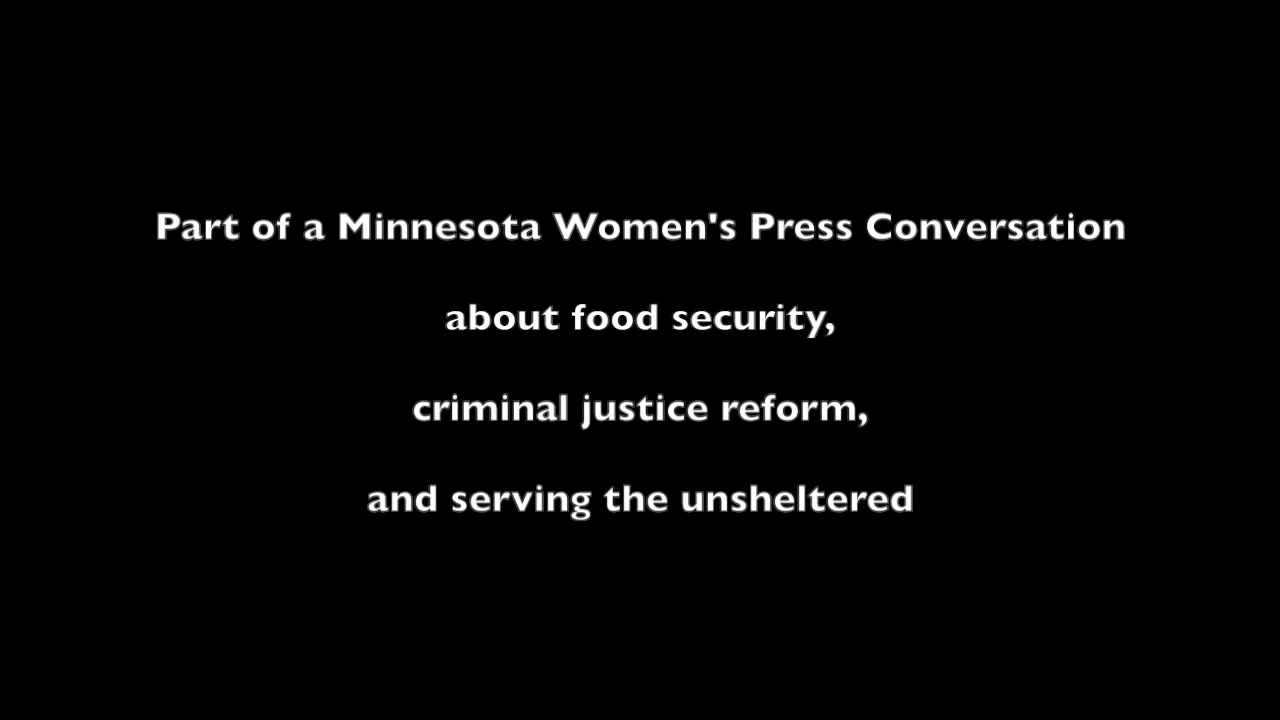 Part of a Minnesota Women's Press Conversation
about food security,
criminal justice reform,
and serving the unsheltered